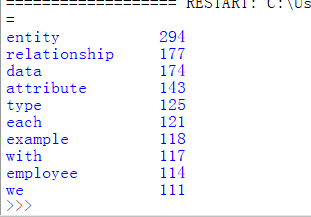 =================== RESTART: C:\Us
=
entity 294
relationship 177
data 174
attribute 143
type 125
each 121
example 118
with 117
employee 114
we 111
>>>